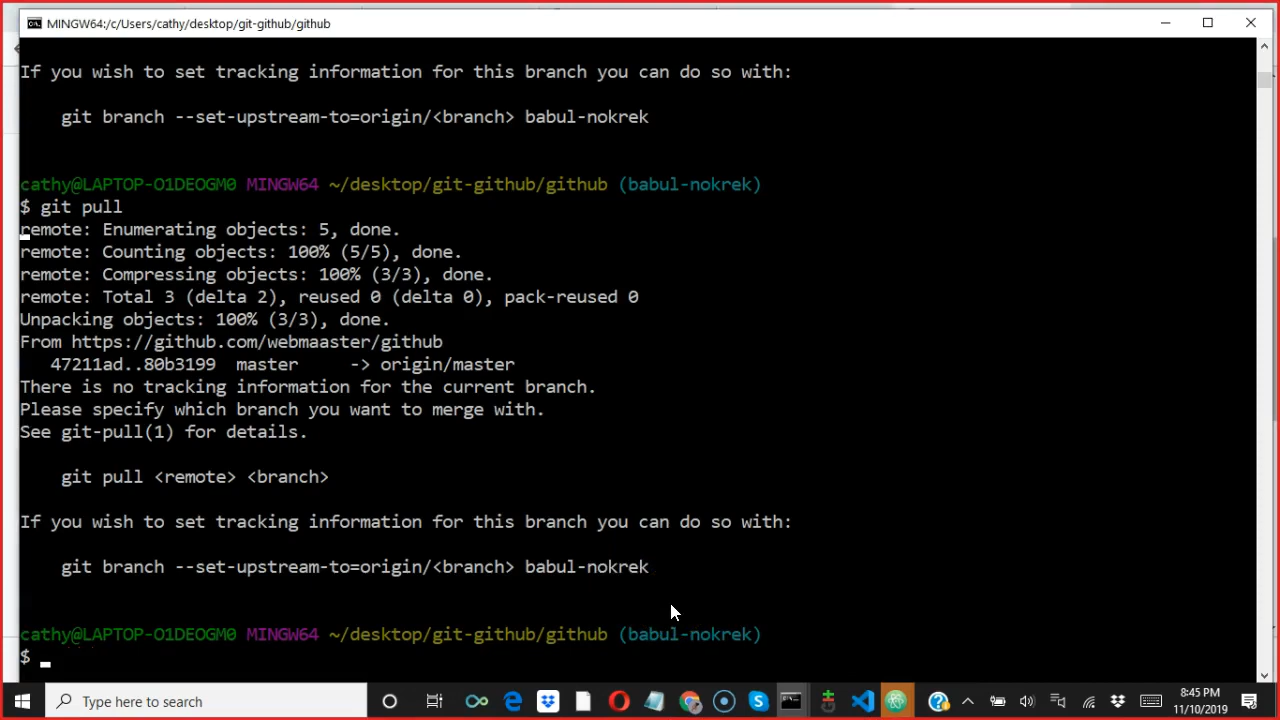 MINGW64:/c/Users/cathy/desktop/git-github/github
If you wish to set tracking information for this branch you can do so with:
git branch --set-upstream-to=origin/<branch> babul-nokrek
cathy@LAPTOP-O1DEOGM0 MINGW64 ~/desktop/git-github/github (babul-nokrek)
$ git pull
remote: Enumerating objects: 5, done.
remote: Counting objects: 100% (5/5), done.
remote: Compressing objects: 100% (3/3), done.
remote: Total 3 (delta 2), reused 0 (delta 0), pack-reused 0
Unpacking objects: 100% (3/3), done.
From https://github.com/webmaaster/github
47211ad..80b3199  master     -> origin/master
There is no tracking information for the current branch.
Please specify which branch you want to merge with.
See git-pull(1) for details.
git pull <remote> <branch>
If you wish to set tracking information for this branch you can do so with:
git branch --set-upstream-to=origin/<branch> babul-nokrek
cathy@LAPTOP-O1DEOGM0 MINGW64 ~/desktop/git-github/github (babul-nokrek)
$
Type here to search
8:45 PM
11/10/2019